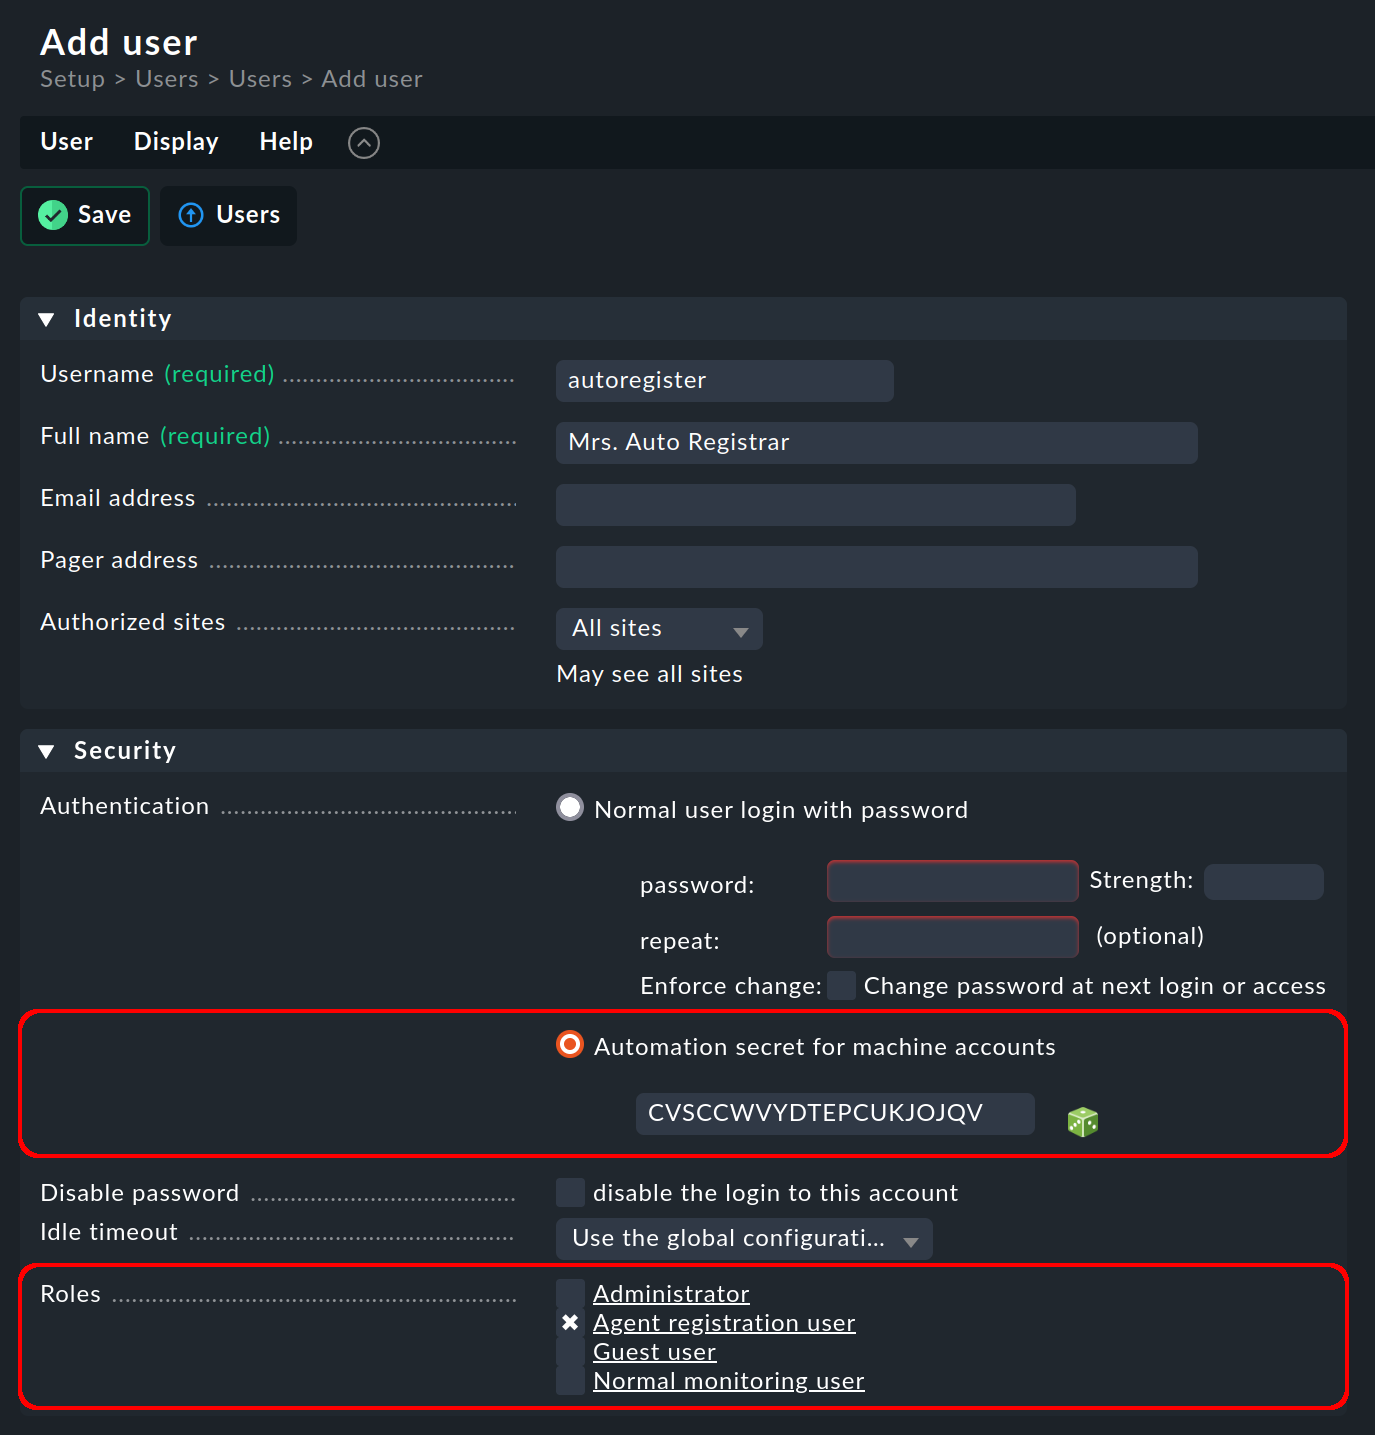 Add user
Setup > Users > Users > Add user
User Display Help
Save Users
Identity
Username (required)
autoregister
Full name (required)
Mrs. Auto Registrar
Email address
Pager address
Authorized sites
All sites
May see all sites
Security
Authentication
Normal user login with password
password:
Strength:
repeat:
(optional)
Enforce change: Change password at next login or access
Automation secret for machine accounts
CVSCCWVYDTEPCUKJOJQV
Disable password
disable the login to this account
Idle timeout
Use the global configurati...
Roles
Administrator
Agent registration user
Guest user
Normal monitoring user